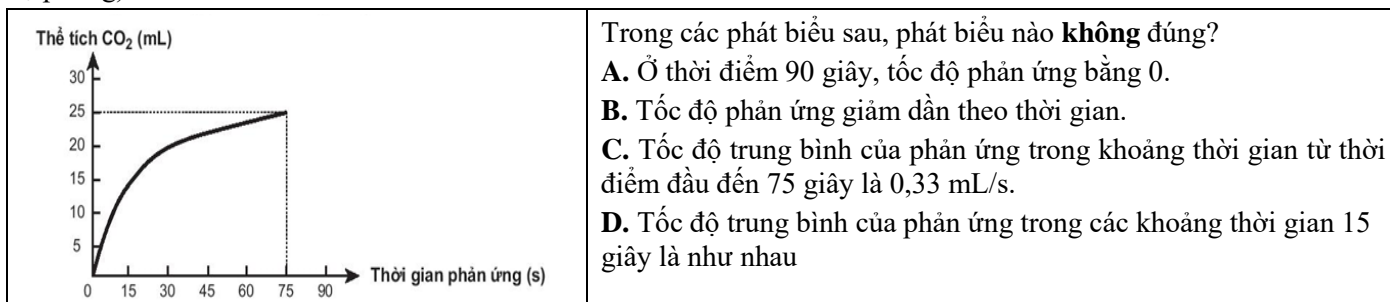 Thể tích CO₂ (mL)
30
25
20
15
10
5
0 15 30 45 60 75 90
Thời gian phản ứng (s)
Trong các phát biểu sau, phát biểu nào không đúng?
A. Ở thời điểm 90 giây, tốc độ phản ứng bằng 0.
B. Tốc độ phản ứng giảm dần theo thời gian.
C. Tốc độ trung bình của phản ứng trong khoảng thời gian từ thời
điểm đầu đến 75 giây là 0,33 mL/s.
D. Tốc độ trung bình của phản ứng trong các khoảng thời gian 15
giây là như nhau